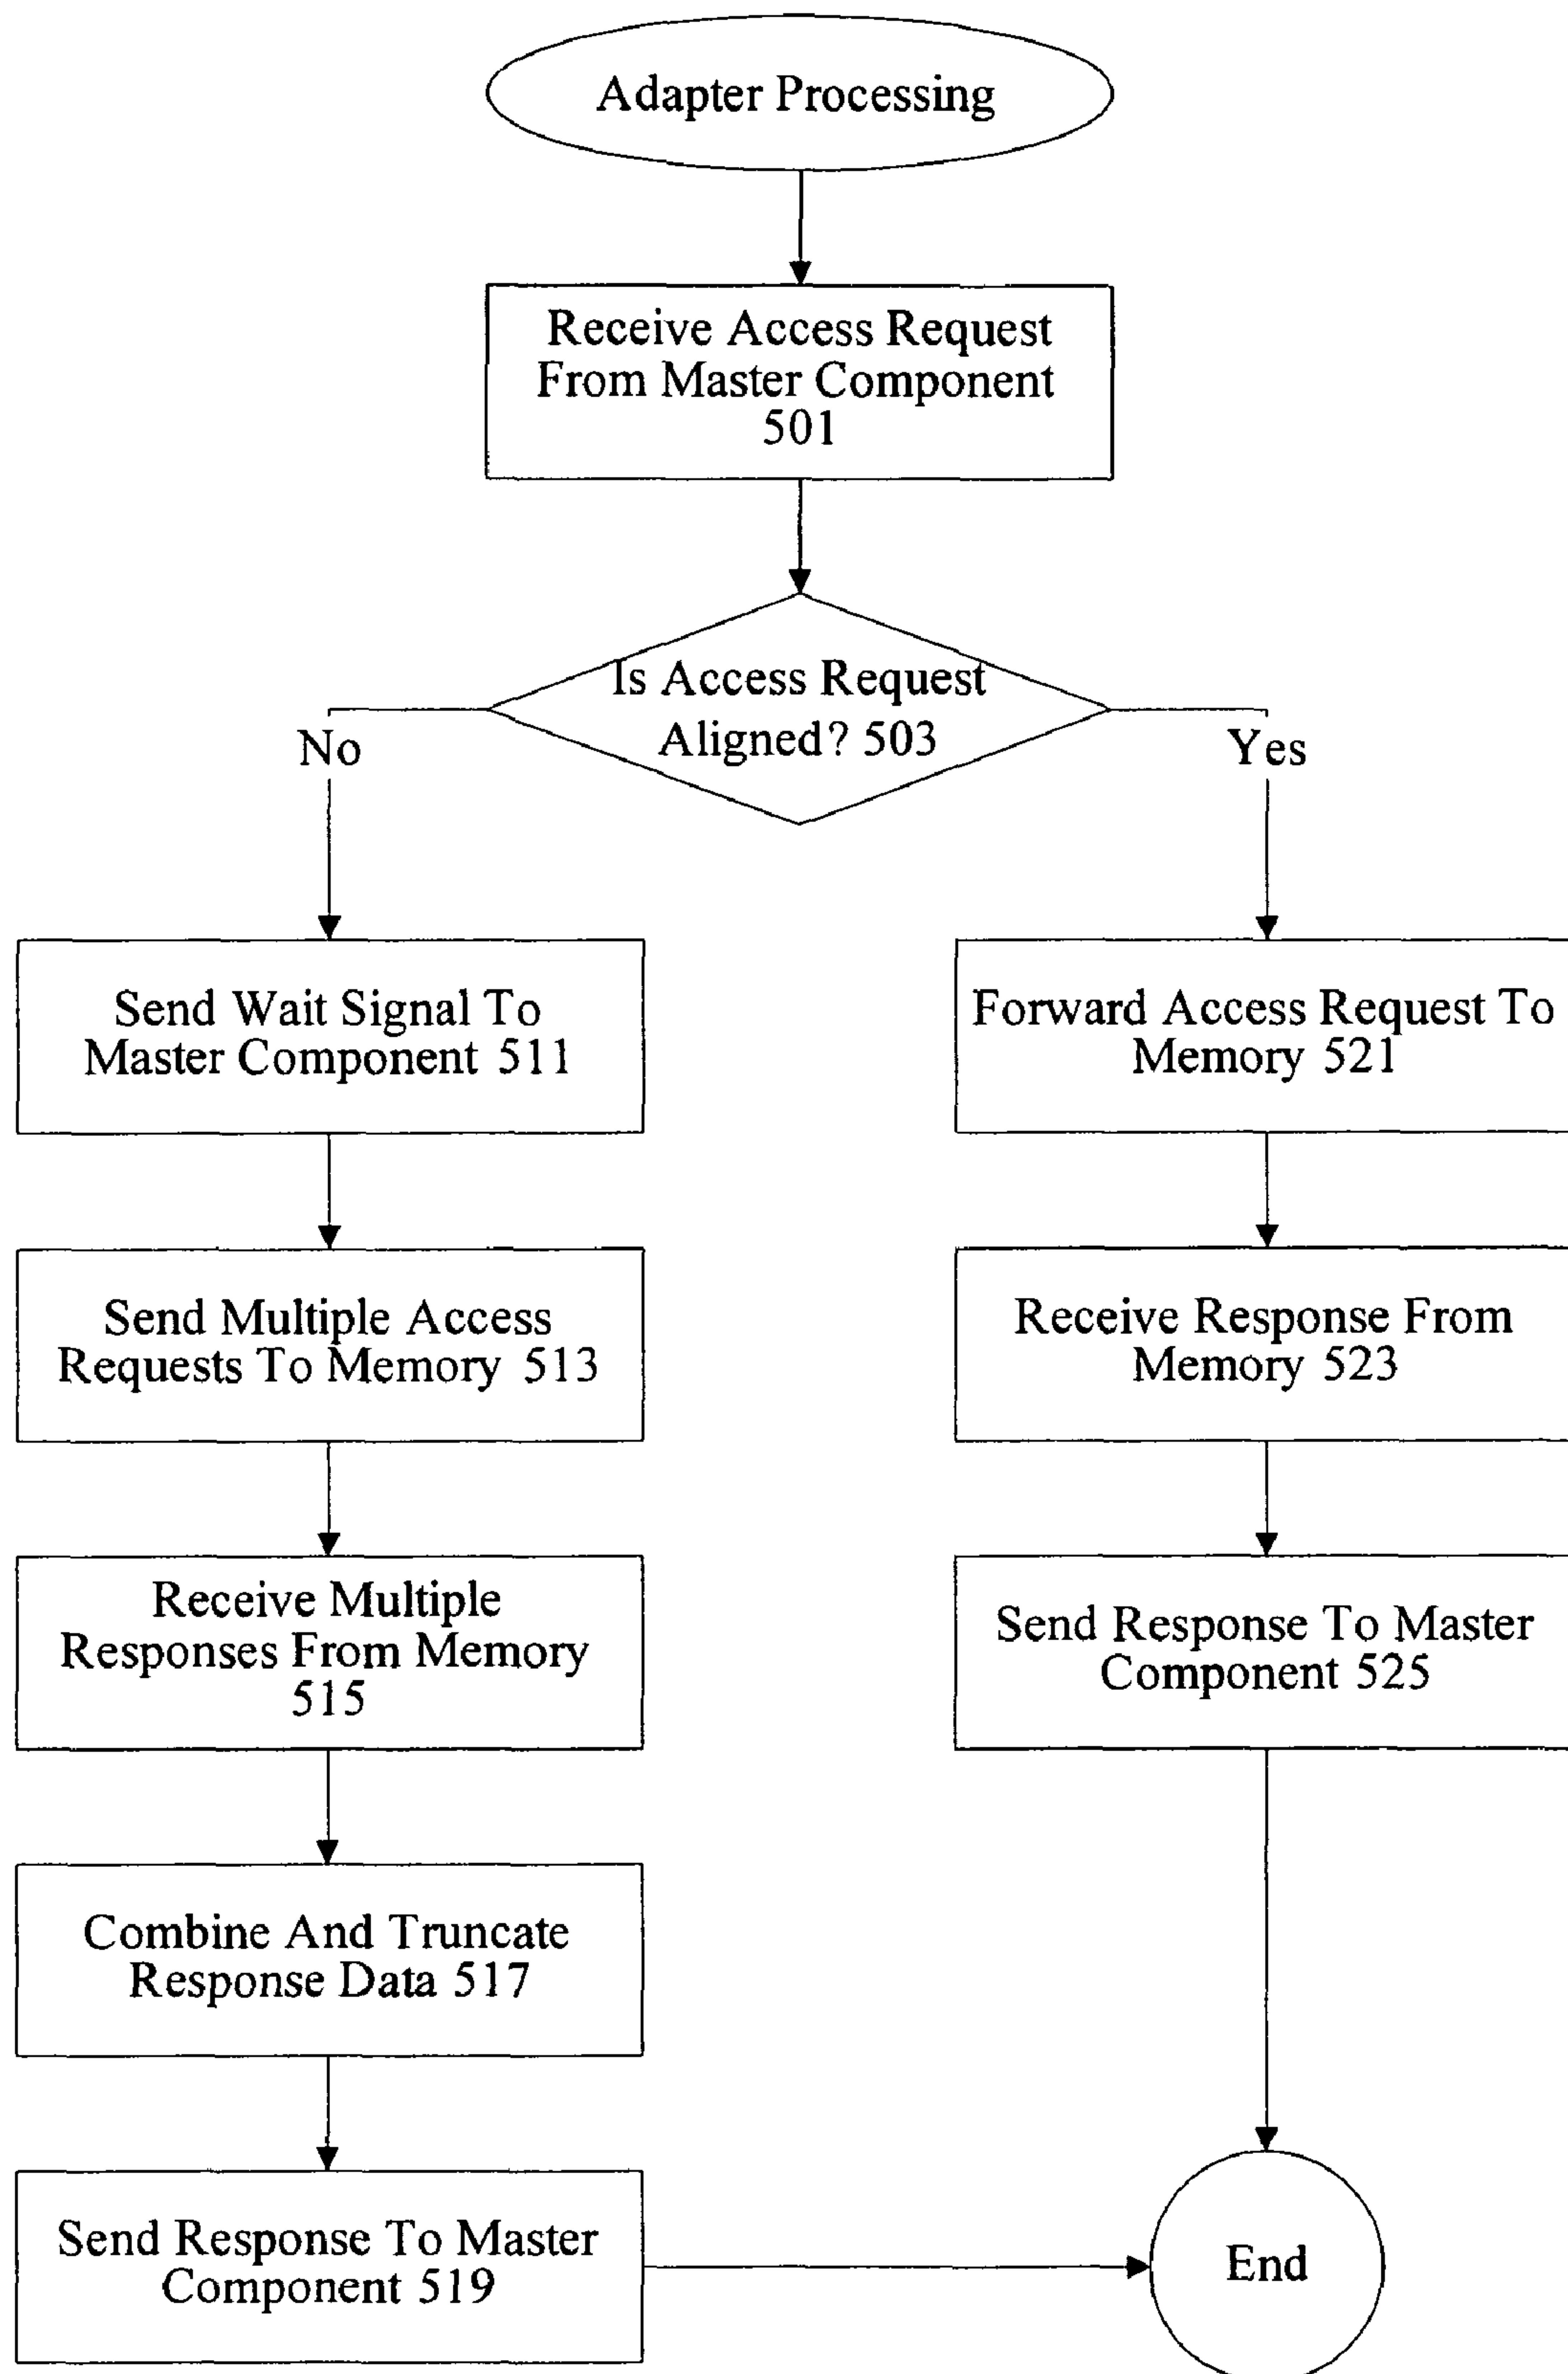 Adapter Processing
Receive Access Request
From Master Component
501
Is Access Request
Aligned? 503
No
Yes
Send Wait Signal To
Master Component 511
Forward Access Request To
Memory 521
Send Multiple Access
Requests To Memory 513
Receive Response From
Memory 523
Receive Multiple
Responses From Memory
515
Send Response To Master
Component 525
Combine And Truncate
Response Data 517
Send Response To Master
Component 519
End